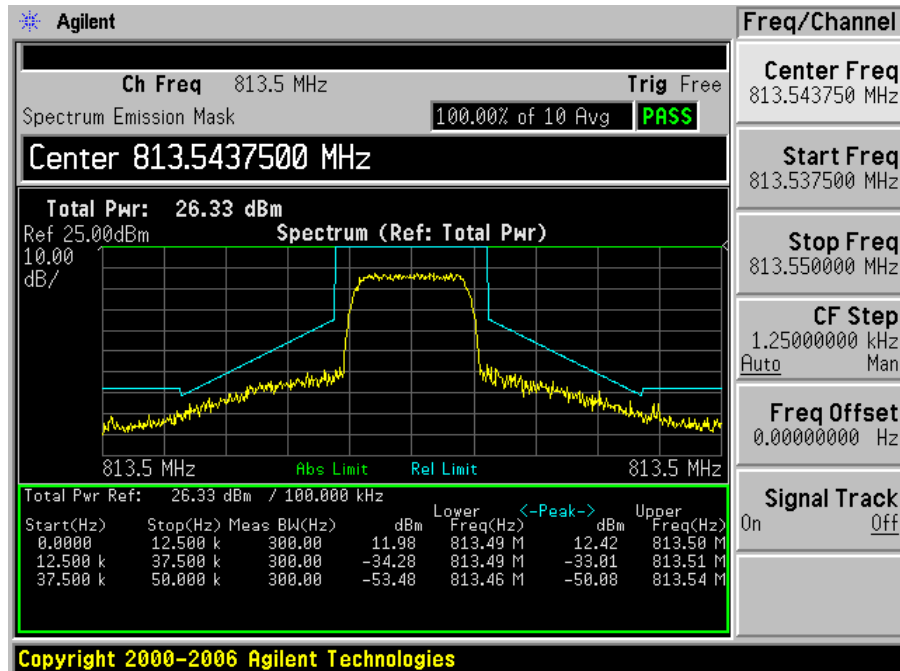 Agilent
Freq/Channel
Ch Freq 813.5 MHz Trig Free
Spectrum Emission Mask 100.00% of 10 Avg PASS
Center 813.5437500 MHz
Total Pwr: 26.33 dBm
Ref 25.00dBm Spectrum (Ref: Total Pwr)
10.00
dB/
813.5 MHz Abs Limit Rel Limit 813.5 MHz
Total Pwr Ref: 26.33 dBm / 100.000 kHz
Lower <-Peak-> Upper
Start(Hz) Stop(Hz) Meas BW(Hz) dBm Freq(Hz) dBm Freq(Hz)
0.0000 12.500 k 300.00 11.98 813.49 M 12.42 813.50 M
12.500 k 37.500 k 300.00 -34.28 813.49 M -33.01 813.51 M
37.500 k 50.000 k 300.00 -53.48 813.46 M -50.08 813.54 M
Center Freq
813.543750 MHz
Start Freq
813.537500 MHz
Stop Freq
813.550000 MHz
CF Step
1.25000000 kHz
Auto Man
Freq Offset
0.00000000 Hz
Signal Track
On Off
Copyright 2000-2006 Agilent Technologies